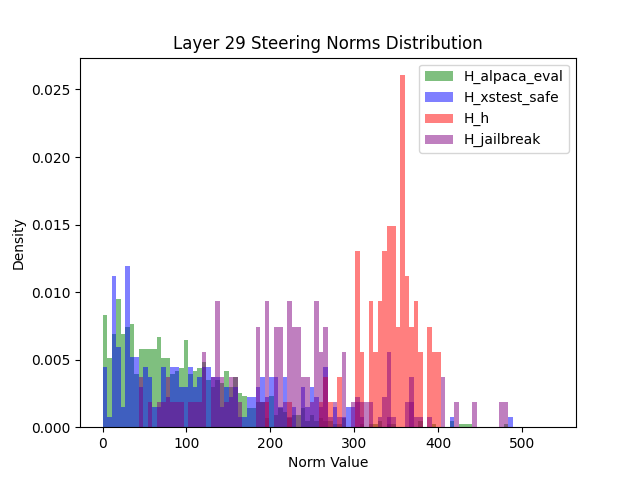 Layer 29 Steering Norms Distribution
H_alpaca_eval
H_xstest_safe
H_h
H_jailbreak
Density
0.025
0.020
0.015
0.010
0.005
0.000
0 100 200 300 400 500
Norm Value